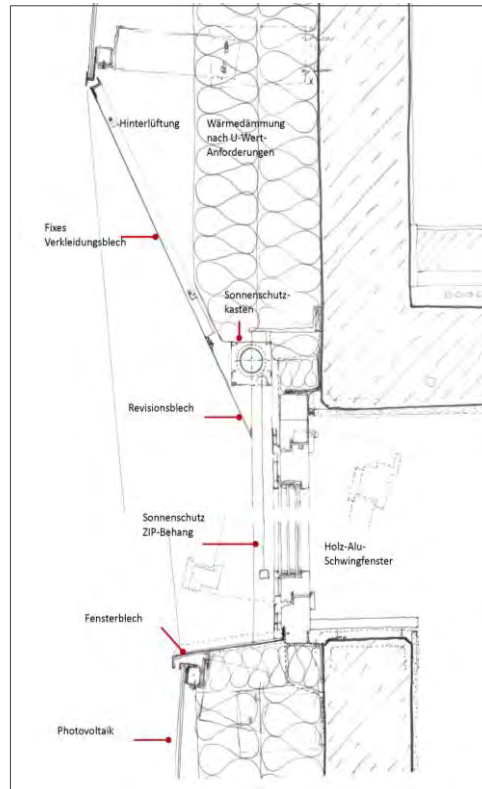 Hinterlüftung
Wärmedämmung
nach U-Wert-
Anforderungen
Fixes
Verkleidungsblech
Sonnenschutz-
kasten
Revisionsblech
Sonnenschutz
ZIP-Behang
Holz-Alu-
Schwingfenster
Fensterblech
Photovoltaik